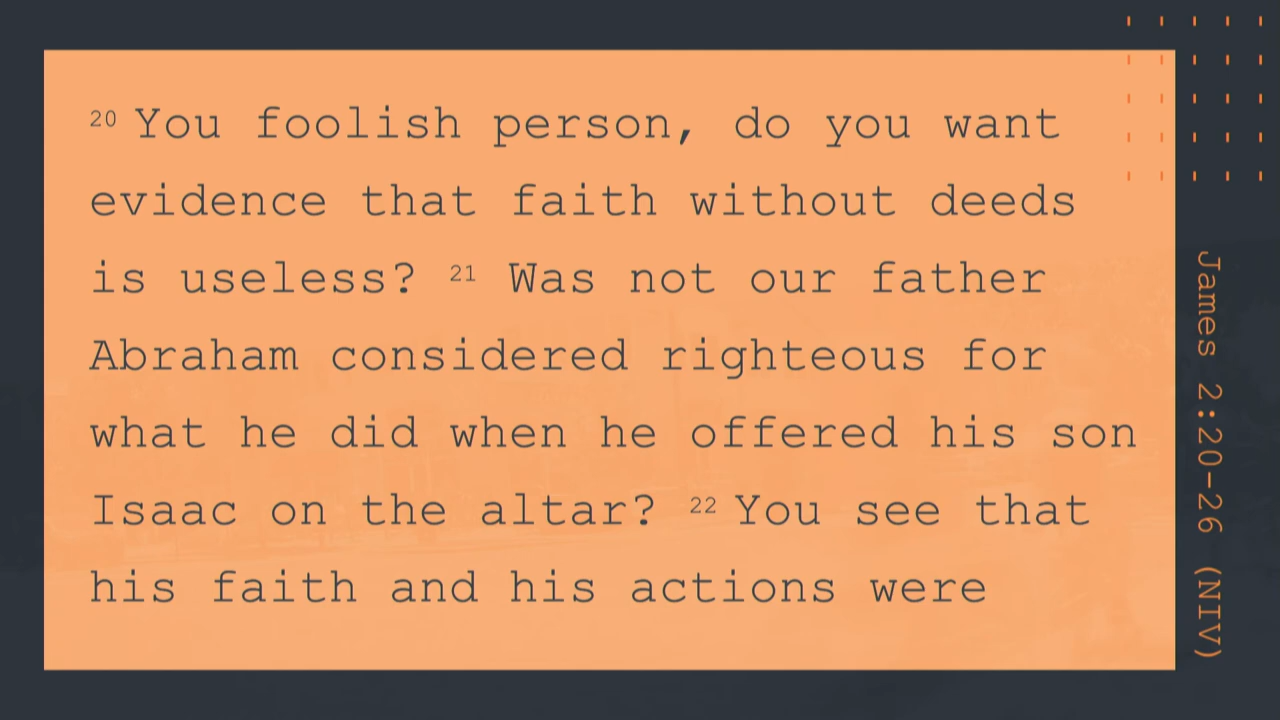 20 You foolish person, do you want
evidence that faith without deeds
is useless? 21 Was not our father
Abraham considered righteous for
what he did when he offered his son
Isaac on the altar? 22 You see that
his faith and his actions were
James 2:20-26 (NIV)